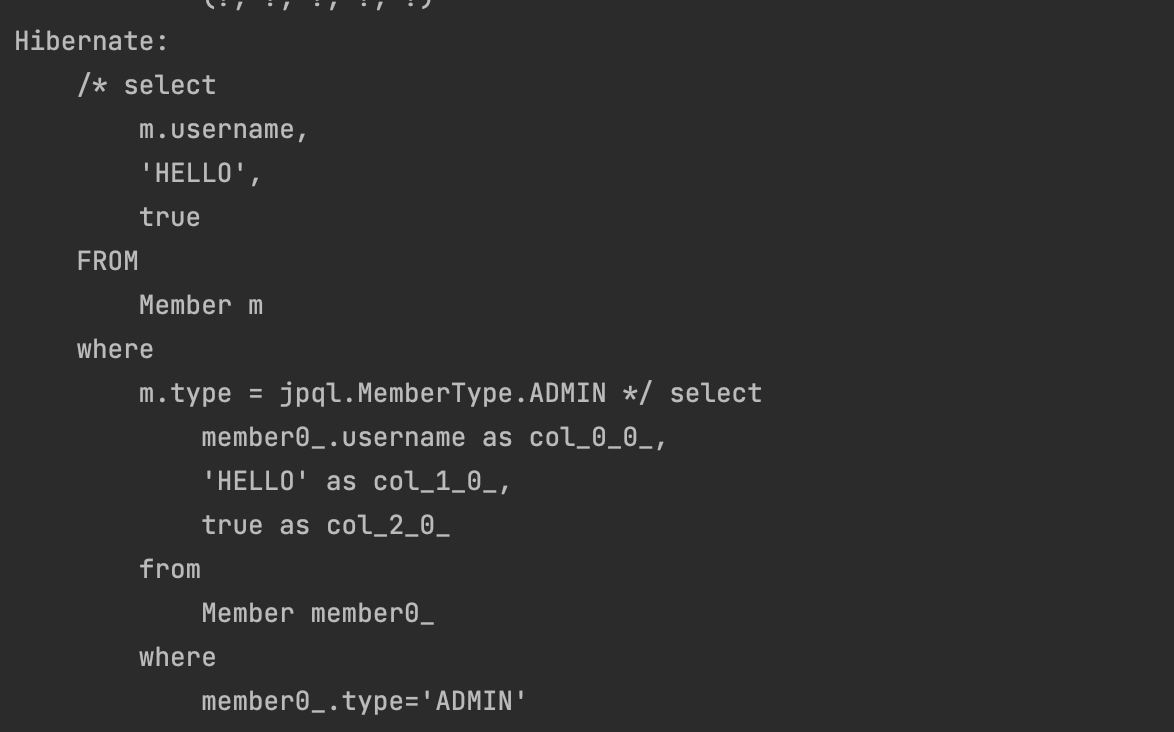 (?, ?, ?, ?, ?)
Hibernate:
    /* select
        m.username,
        'HELLO',
        true
    FROM
        Member m
    where
        m.type = jpql.MemberType.ADMIN */ select
            member0_.username as col_0_0_,
            'HELLO' as col_1_0_,
            true as col_2_0_
        from
            Member member0_
        where
            member0_.type='ADMIN'